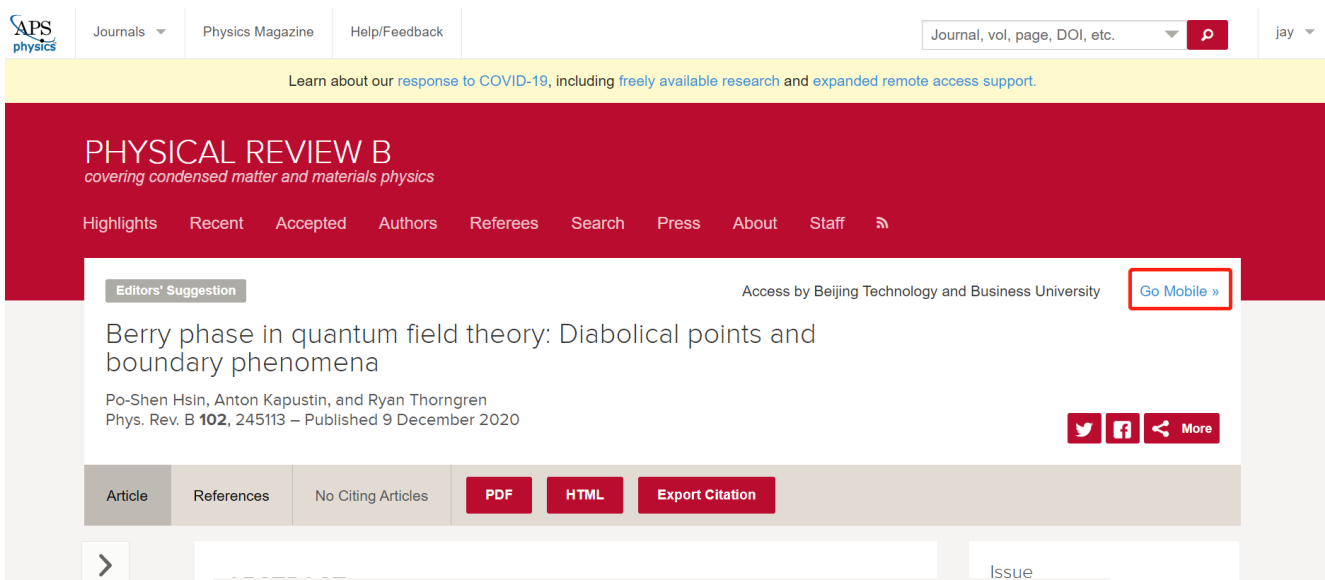 APS
physics
Journals
Physics Magazine
Help/Feedback
Journal, vol, page, DOI, etc.
jay
Learn about our response to COVID-19, including freely available research and expanded remote access support.
PHYSICAL REVIEW B
covering condensed matter and materials physics
Highlights Recent Accepted Authors Referees Search Press About Staff
Editors' Suggestion
Access by Beijing Technology and Business University
Go Mobile »
Berry phase in quantum field theory: Diabolical points and
boundary phenomena
Po-Shen Hsin, Anton Kapustin, and Ryan Thorngren
Phys. Rev. B 102, 245113 – Published 9 December 2020
More
Article
References
No Citing Articles
PDF
HTML
Export Citation
Issue